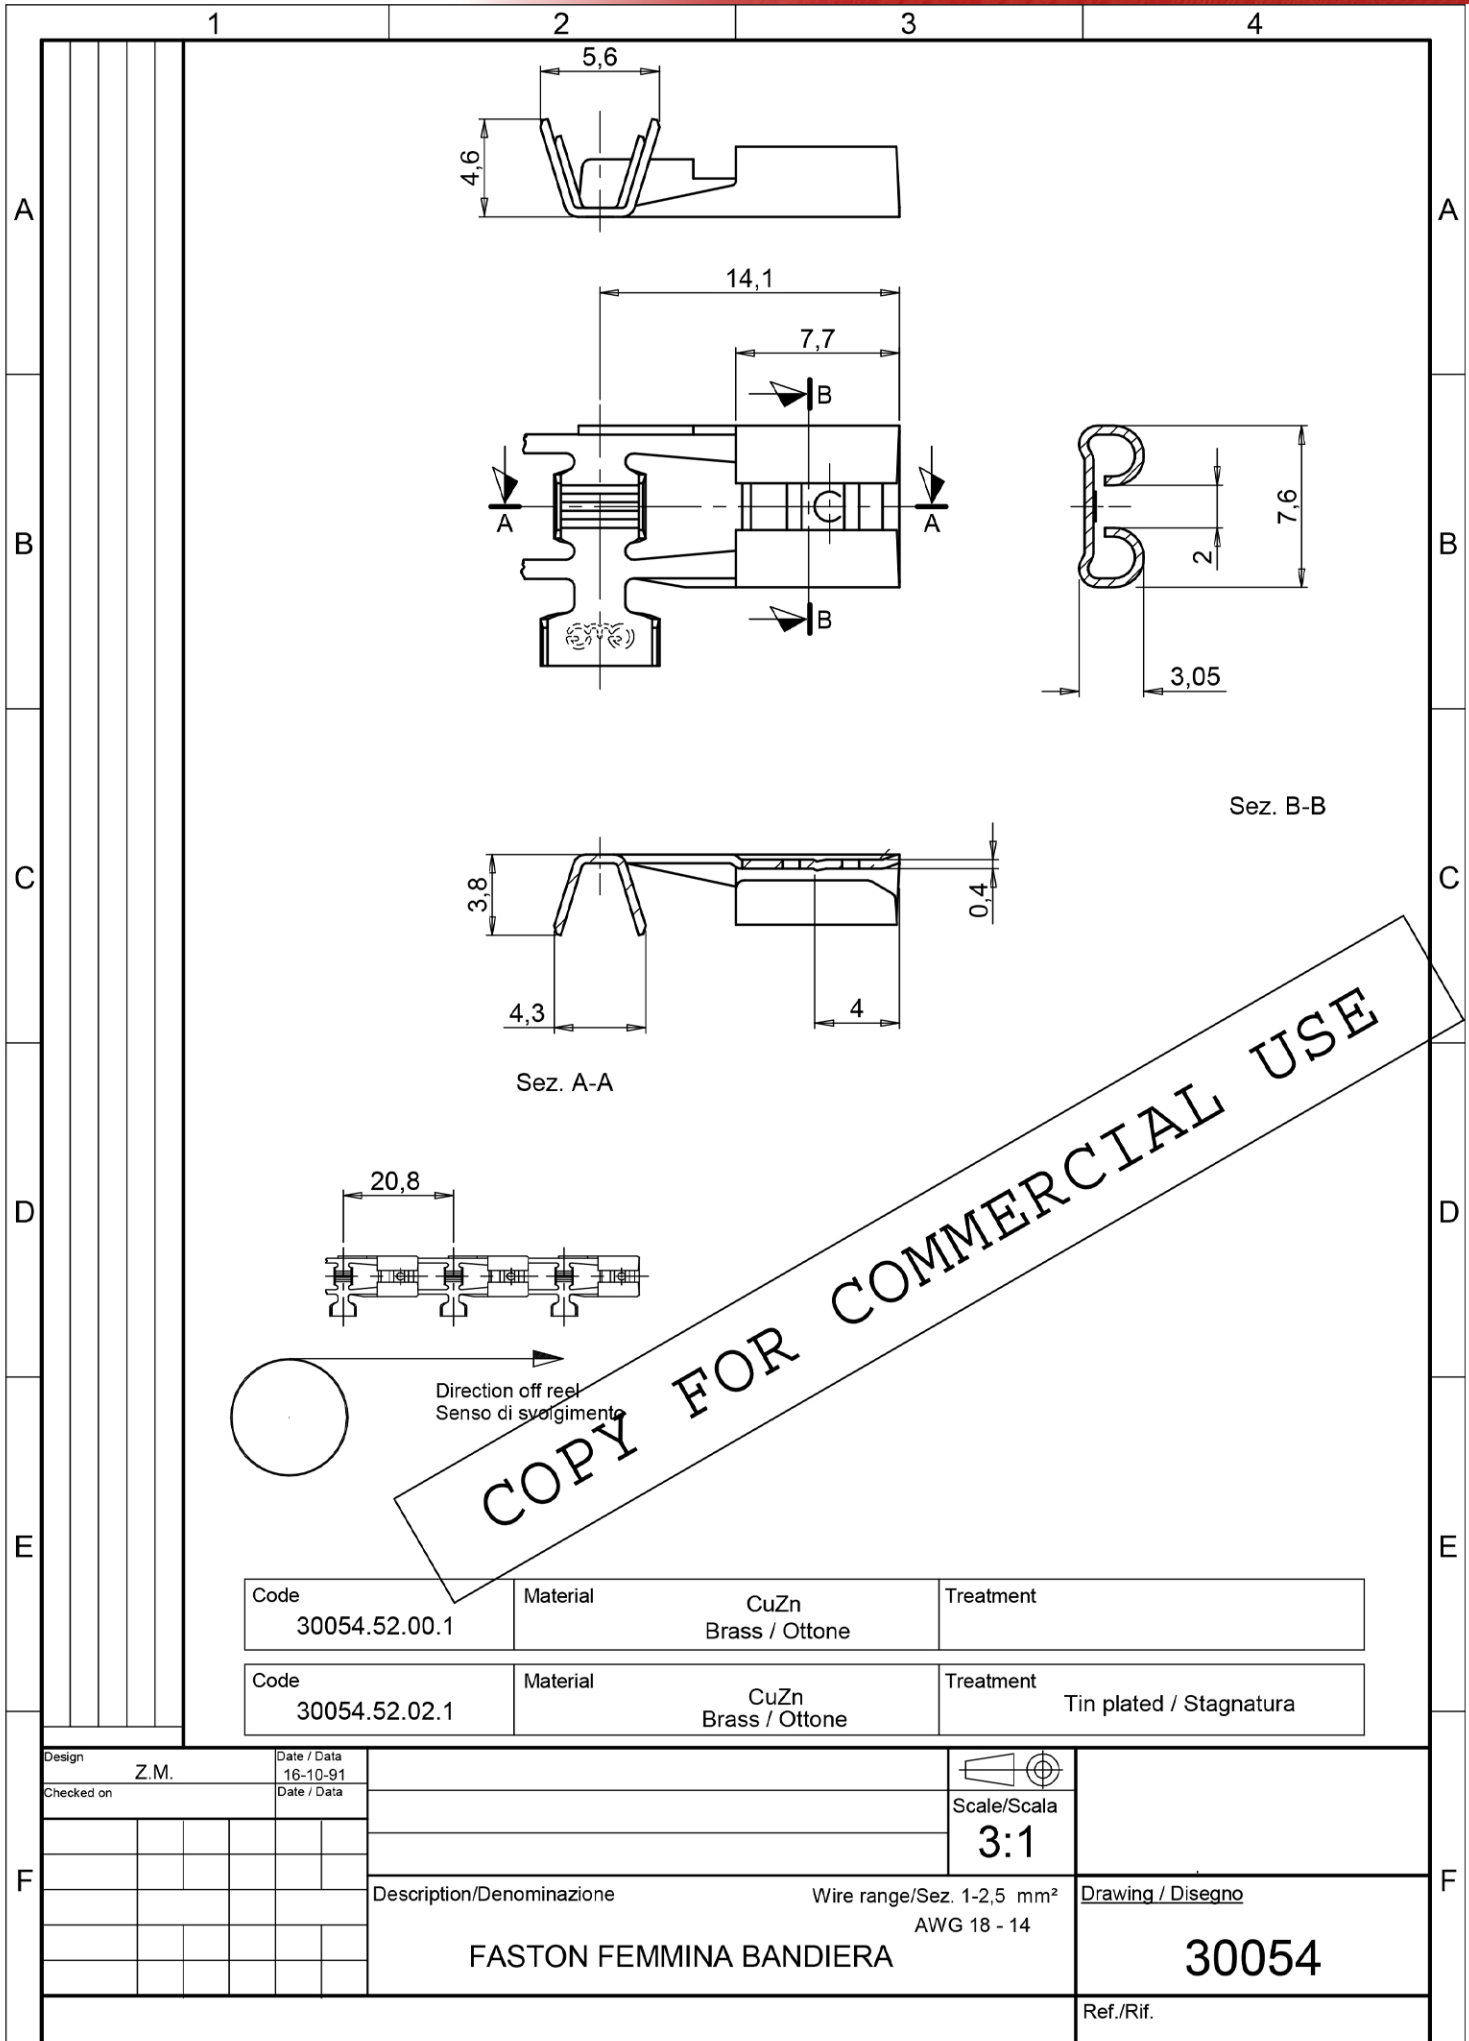 1 2 3 4
5,6
4,6
A A
14,1
7,7
B
A A
B B
7,6
2
B
3,05
Sez. B-B
C C
3,8
0,4
4,3
4
Sez. A-A
COPY FOR COMMERCIAL USE
20,8
D D
Direction off reel
Senso di svolgimento
E E
Code Material CuZn Treatment
30054.52.00.1 Brass / Ottone
Code Material CuZn Treatment
30054.52.02.1 Brass / Ottone Tin plated / Stagnatura
Design Z.M. Date / Data
16-10-91
Checked on Date / Data
Scale/Scala
3:1
F F
Description/Denominazione Wire range/Sez. 1-2,5 mm² Drawing / Disegno
AWG 18 - 14
FASTON FEMMINA BANDIERA 30054
Ref./Rif.